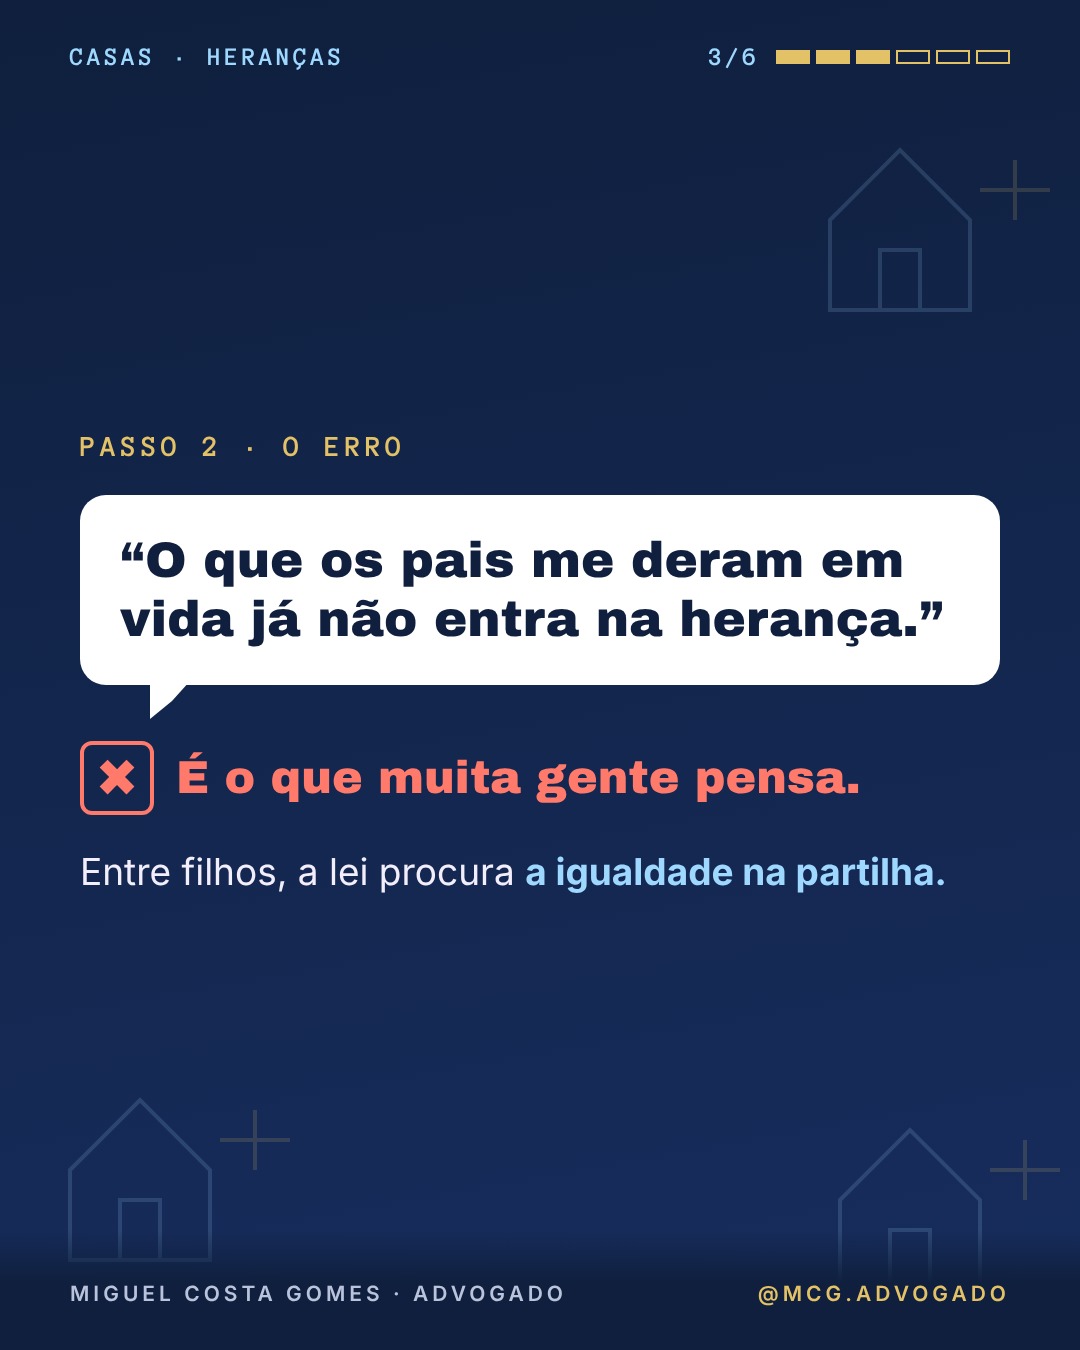 CASAS · HERANÇAS
3/6
PASSO 2 · O ERRO
“O que os pais me deram em
vida já não entra na herança.”
É o que muita gente pensa.
Entre filhos, a lei procura a igualdade na partilha.
MIGUEL COSTA GOMES · ADVOGADO
@MCG.ADVOGADO